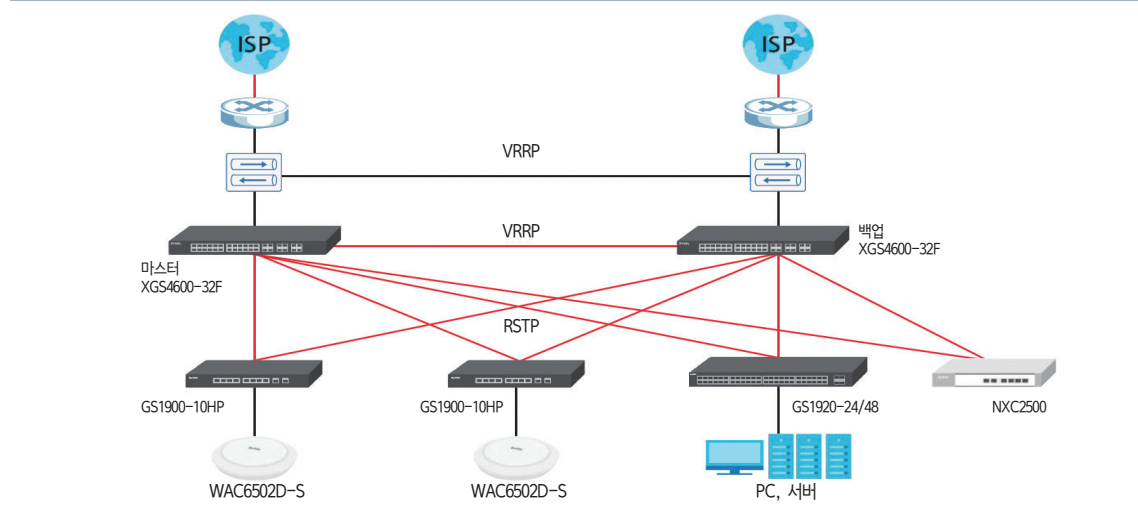 ISP
ISP
VRRP
VRRP
마스터
XGS4600-32F
백업
XGS4600-32F
RSTP
GS1900-10HP
GS1900-10HP
GS1920-24/48
NXC2500
WAC6502D-S
WAC6502D-S
PC, 서버